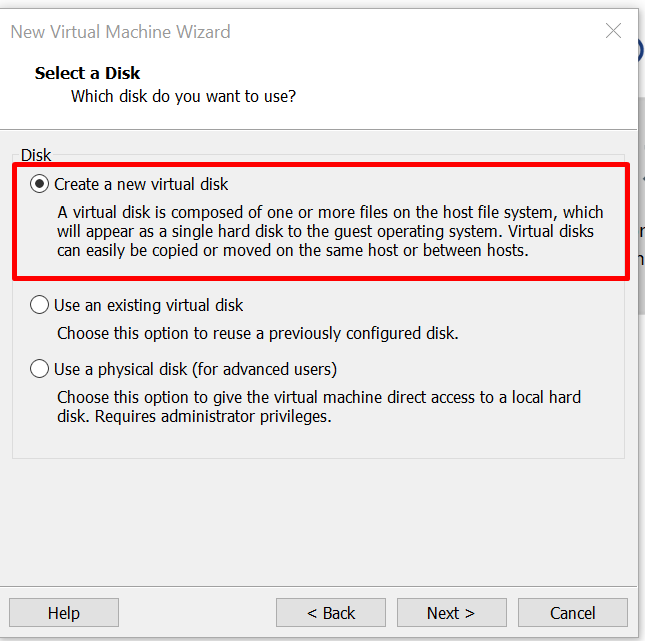 New Virtual Machine Wizard
Select a Disk
Which disk do you want to use?
Disk
Create a new virtual disk
A virtual disk is composed of one or more files on the host file system, which
will appear as a single hard disk to the guest operating system. Virtual disks
can easily be copied or moved on the same host or between hosts.
Use an existing virtual disk
Choose this option to reuse a previously configured disk.
Use a physical disk (for advanced users)
Choose this option to give the virtual machine direct access to a local hard
disk. Requires administrator privileges.
Help
< Back
Next >
Cancel